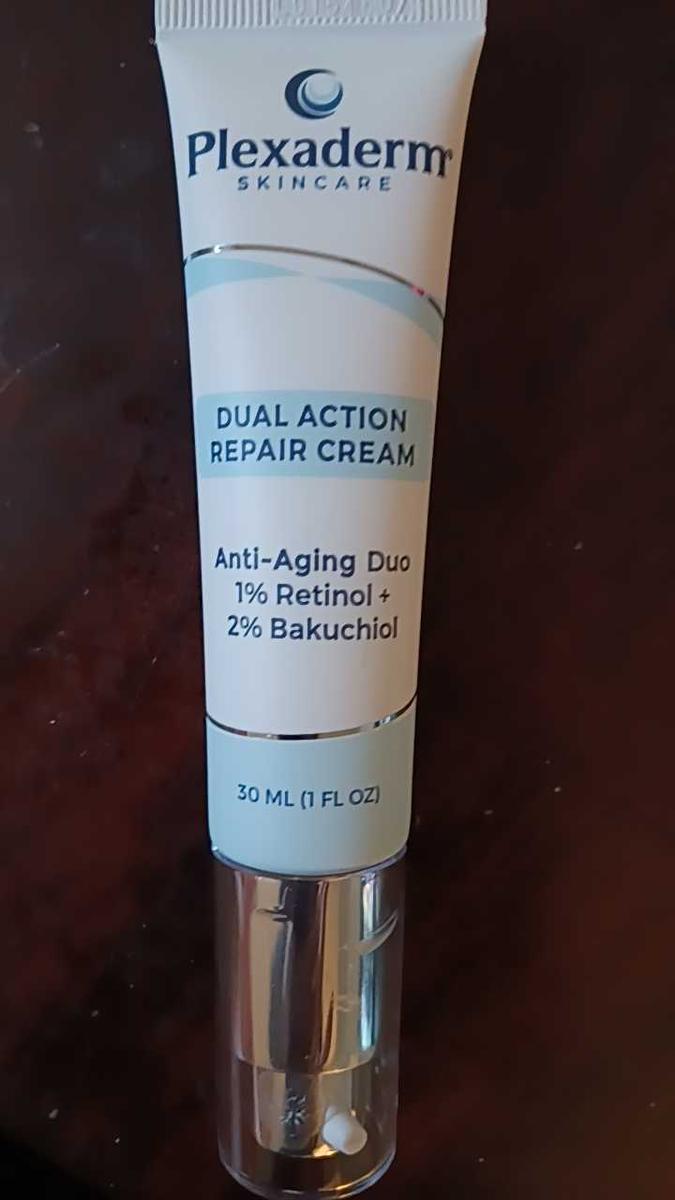 Plexaderm
SKINCARE
DUAL ACTION
REPAIR CREAM
Anti-Aging Duo
1% Retinol +
2% Bakuchiol
30 ML (1 FL OZ)